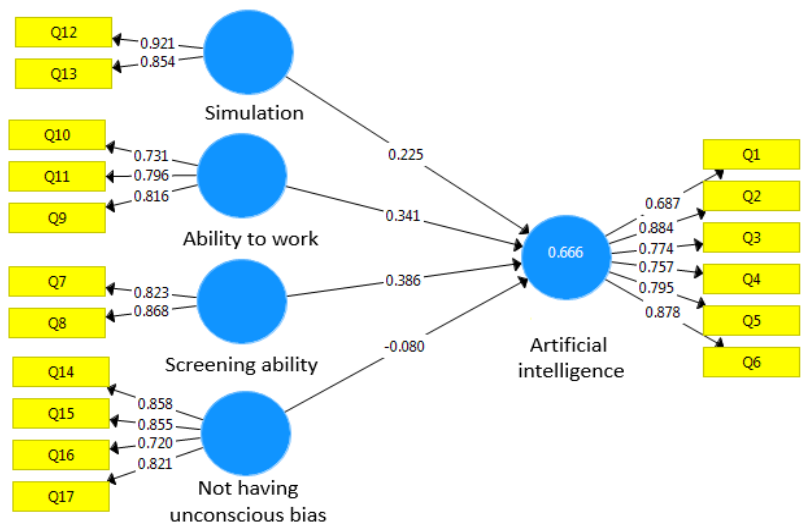 Q12
0.921
Q13
0.854
Simulation
0.225
Q10
0.731
Q11
0.796
Q9
0.816
Ability to work
0.341
Q7
0.823
Q8
0.868
Screening ability
0.386
Q14
0.858
Q15
0.855
Q16
0.720
Q17
0.821
Not having
unconscious bias
-0.080
0.666
Artificial
intelligence
Q1
0.687
Q2
0.884
Q3
0.774
Q4
0.757
Q5
0.795
Q6
0.878